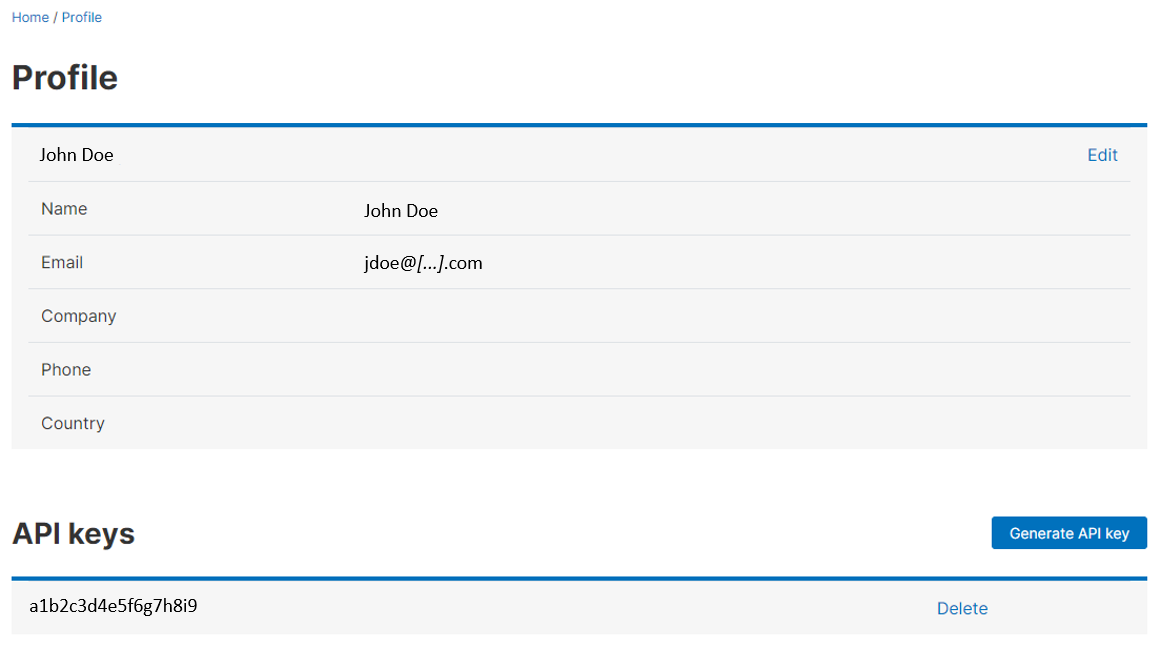 Home / Profile
Profile
John Doe Edit
Name John Doe
Email jdoe@[...].com
Company
Phone
Country
API keys Generate API key
a1b2c3d4e5f6g7h8i9 Delete